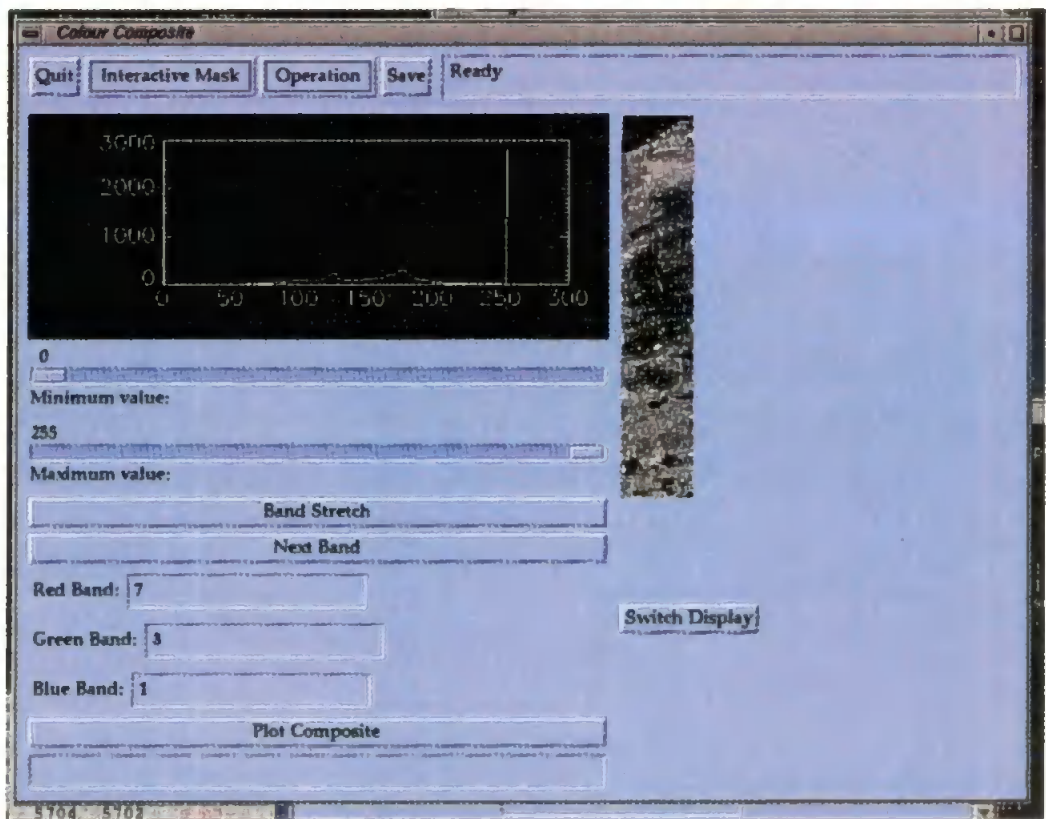 Colour Composite
Quit Interactive Mask Operation Save Ready
3000
2000
1000
0
0 50 100 150 200 250 300
0
Minimum value:
255
Maximum value:
Band Stretch
Next Band
Red Band: 7
Green Band: 3
Blue Band: 1
Switch Display
Plot Composite
5704 5702